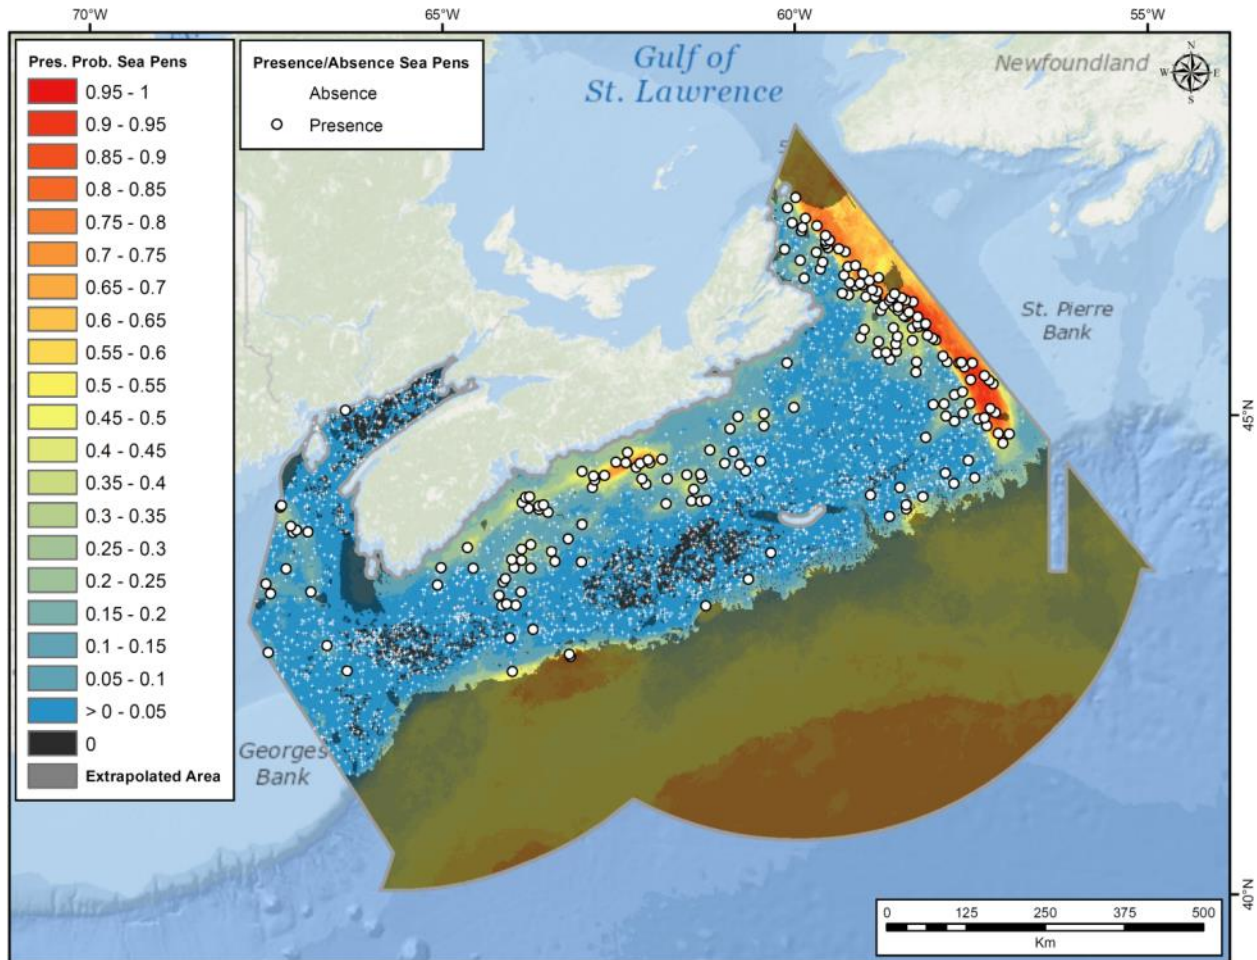 70°W 65°W 60°W 55°W
Pres. Prob. Sea Pens
0.95 - 1
0.9 - 0.95
0.85 - 0.9
0.8 - 0.85
0.75 - 0.8
0.7 - 0.75
0.65 - 0.7
0.6 - 0.65
0.55 - 0.6
0.5 - 0.55
0.45 - 0.5
0.4 - 0.45
0.35 - 0.4
0.3 - 0.35
0.25 - 0.3
0.2 - 0.25
0.15 - 0.2
0.1 - 0.15
0.05 - 0.1
> 0 - 0.05
0
Extrapolated Area
Presence/Absence Sea Pens
Absence
Presence
Gulf of
St. Lawrence
Newfoundland
N
W E
S
S
St. Pierre
Bank
45°N
Georges
Bank
40°N
0 125 250 375 500
Km